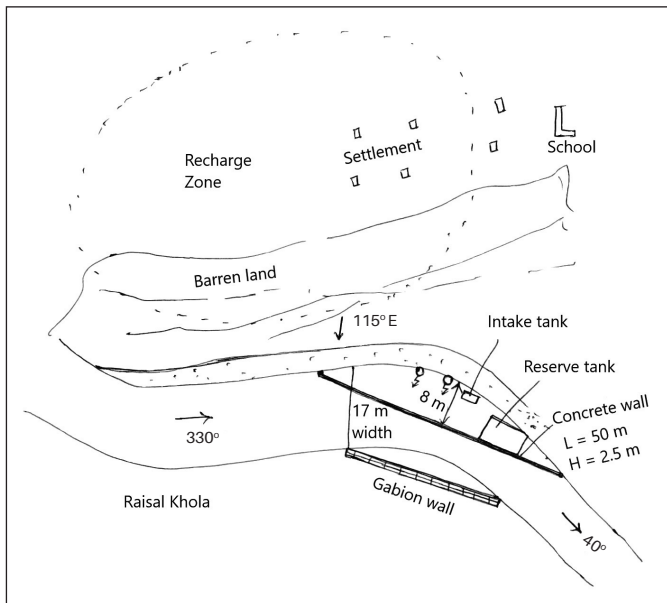 Recharge
Zone
Settlement
School
Barren land
115° E
Intake tank
Reserve tank
Concrete wall
L = 50 m
H = 2.5 m
8 m
17 m
width
330°
Gabion wall
Raisal Khola
40°